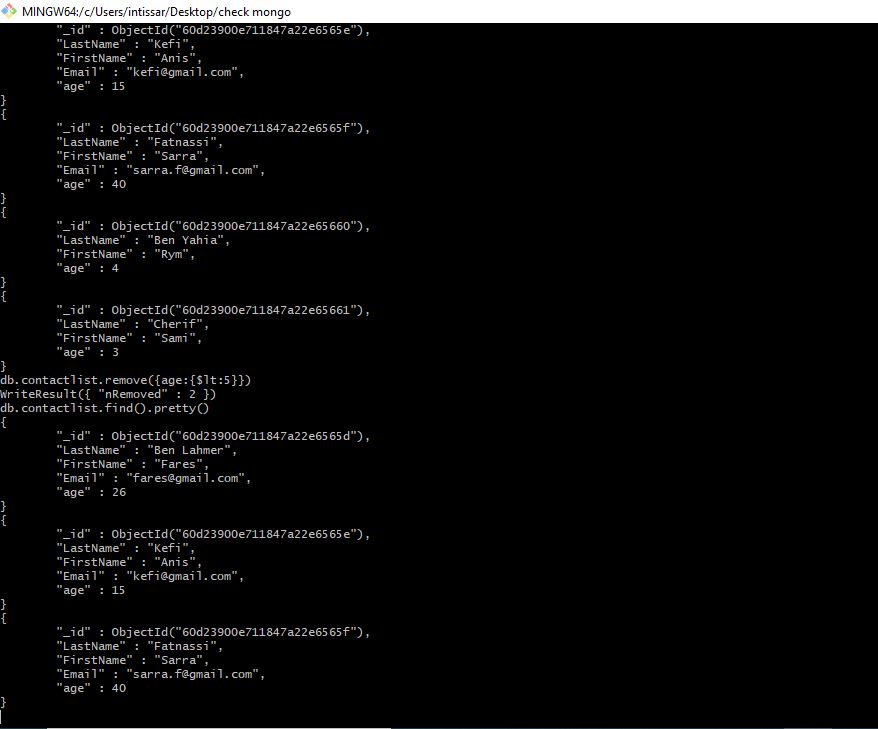 MINGW64:/c/Users/intissar/Desktop/check mongo
"_id" : ObjectId("60d23900e711847a22e6565e"),
"LastName" : "Kefi",
"FirstName" : "Anis",
"Email" : "kefi@gmail.com",
"age" : 15
}
{
"_id" : ObjectId("60d23900e711847a22e6565f"),
"LastName" : "Fatnassi",
"FirstName" : "Sarra",
"Email" : "sarra.f@gmail.com",
"age" : 40
}
{
"_id" : ObjectId("60d23900e711847a22e65660"),
"LastName" : "Ben Yahia",
"FirstName" : "Rym",
"age" : 4
}
{
"_id" : ObjectId("60d23900e711847a22e65661"),
"LastName" : "Cherif",
"FirstName" : "Sami",
"age" : 3
}
db.contactlist.remove({age:{$lt:5}})
WriteResult({ "nRemoved" : 2 })
db.contactlist.find().pretty()
{
"_id" : ObjectId("60d23900e711847a22e6565d"),
"LastName" : "Ben Lahmer",
"FirstName" : "Fares",
"Email" : "fares@gmail.com",
"age" : 26
}
{
"_id" : ObjectId("60d23900e711847a22e6565e"),
"LastName" : "Kefi",
"FirstName" : "Anis",
"Email" : "kefi@gmail.com",
"age" : 15
}
{
"_id" : ObjectId("60d23900e711847a22e6565f"),
"LastName" : "Fatnassi",
"FirstName" : "Sarra",
"Email" : "sarra.f@gmail.com",
"age" : 40
}